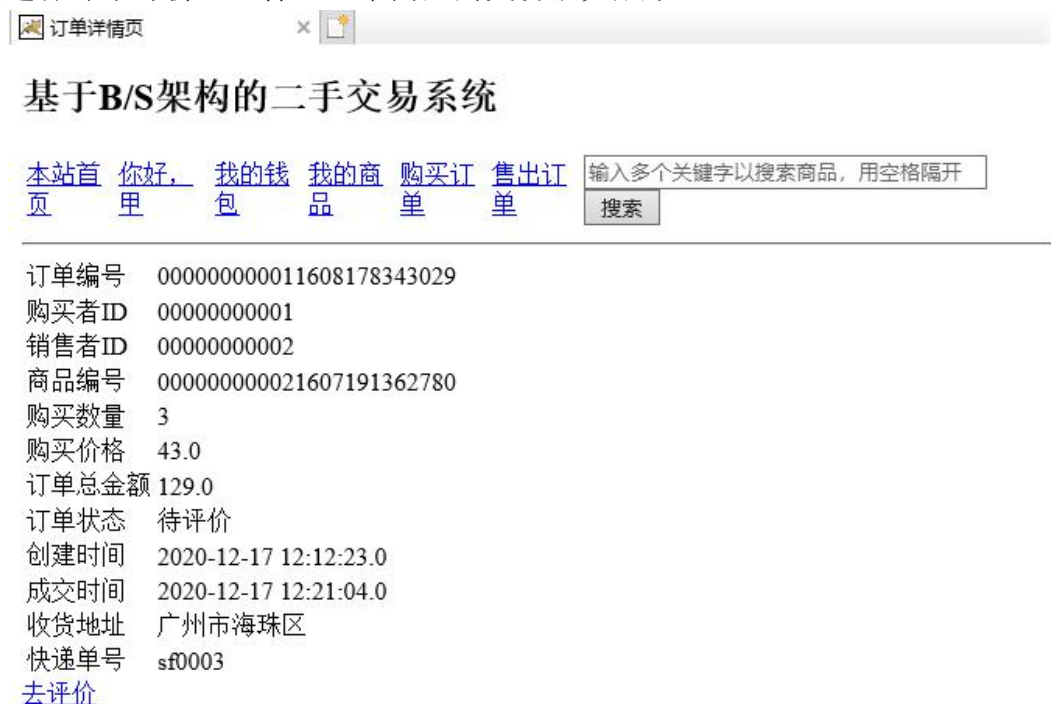 订单详情页
基于B/S架构的二手交易系统
本站首页 你好，甲 我的钱包 我的商品 购买订单 售出订单 输入多个关键字以搜索商品，用空格隔开
搜索
订单编号 000000000011608178343029
购买者ID 00000000001
销售者ID 00000000002
商品编号 000000000021607191362780
购买数量 3
购买价格 43.0
订单总金额 129.0
订单状态 待评价
创建时间 2020-12-17 12:12:23.0
成交时间 2020-12-17 12:21:04.0
收货地址 广州市海珠区
快递单号 sf0003
去评价